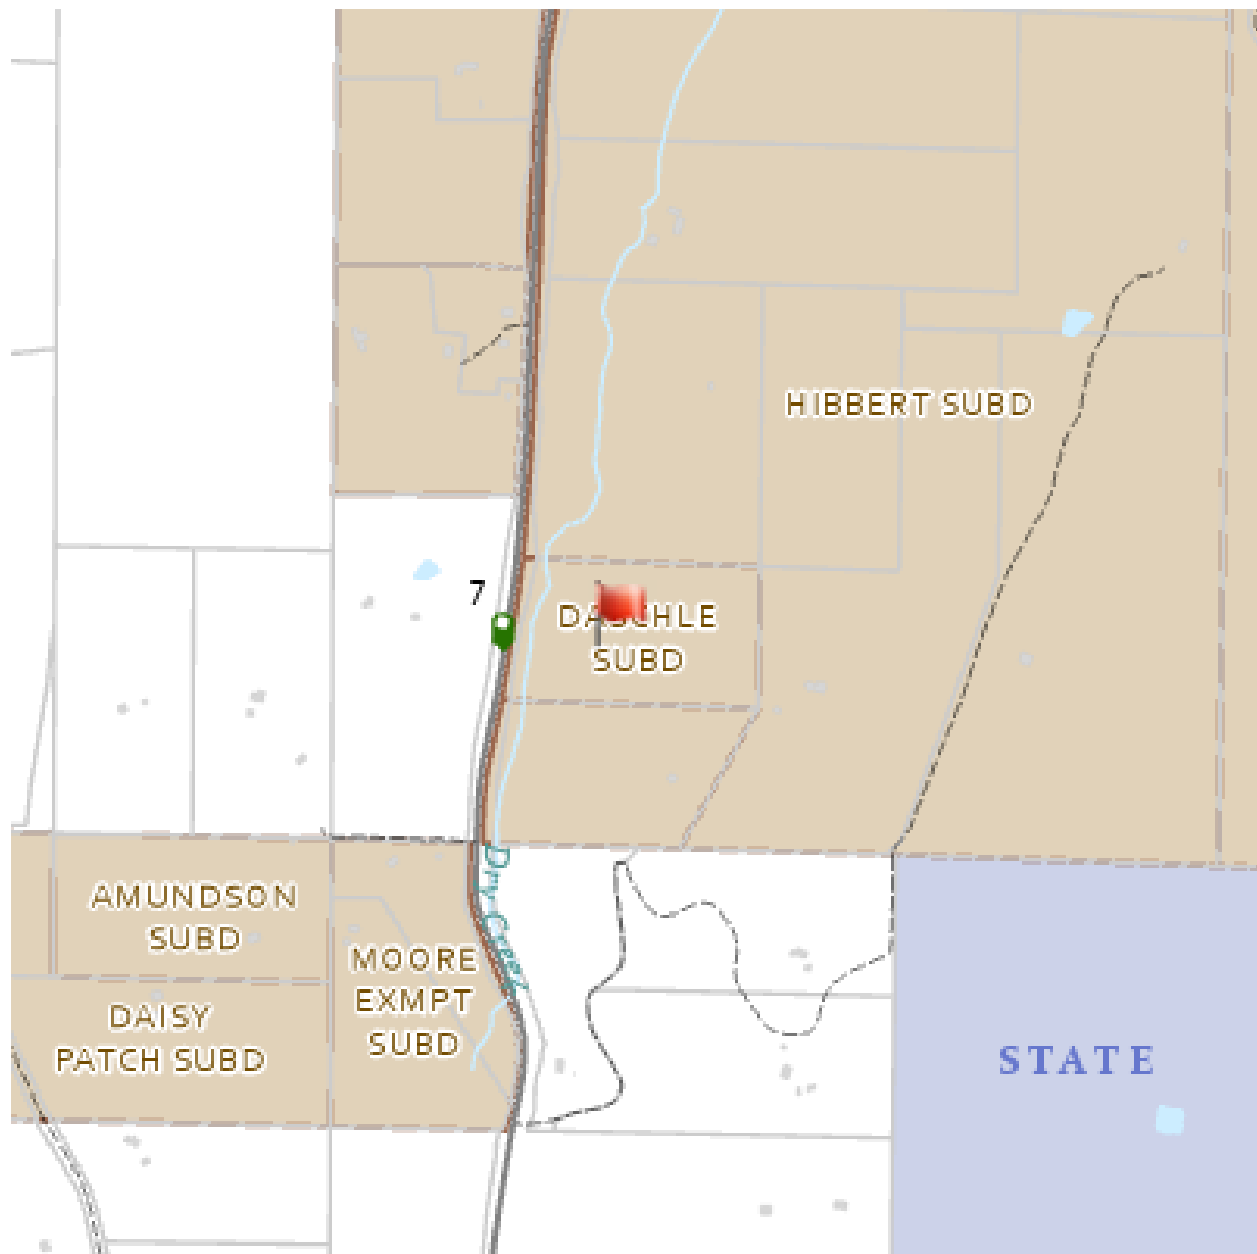 HIBBERT SUBD
7
SUBD
Dry Creek
AMUNDSON
SUBD
MOORE
EXMPT
SUBD
DAISY
PATCH SUBD
STATE